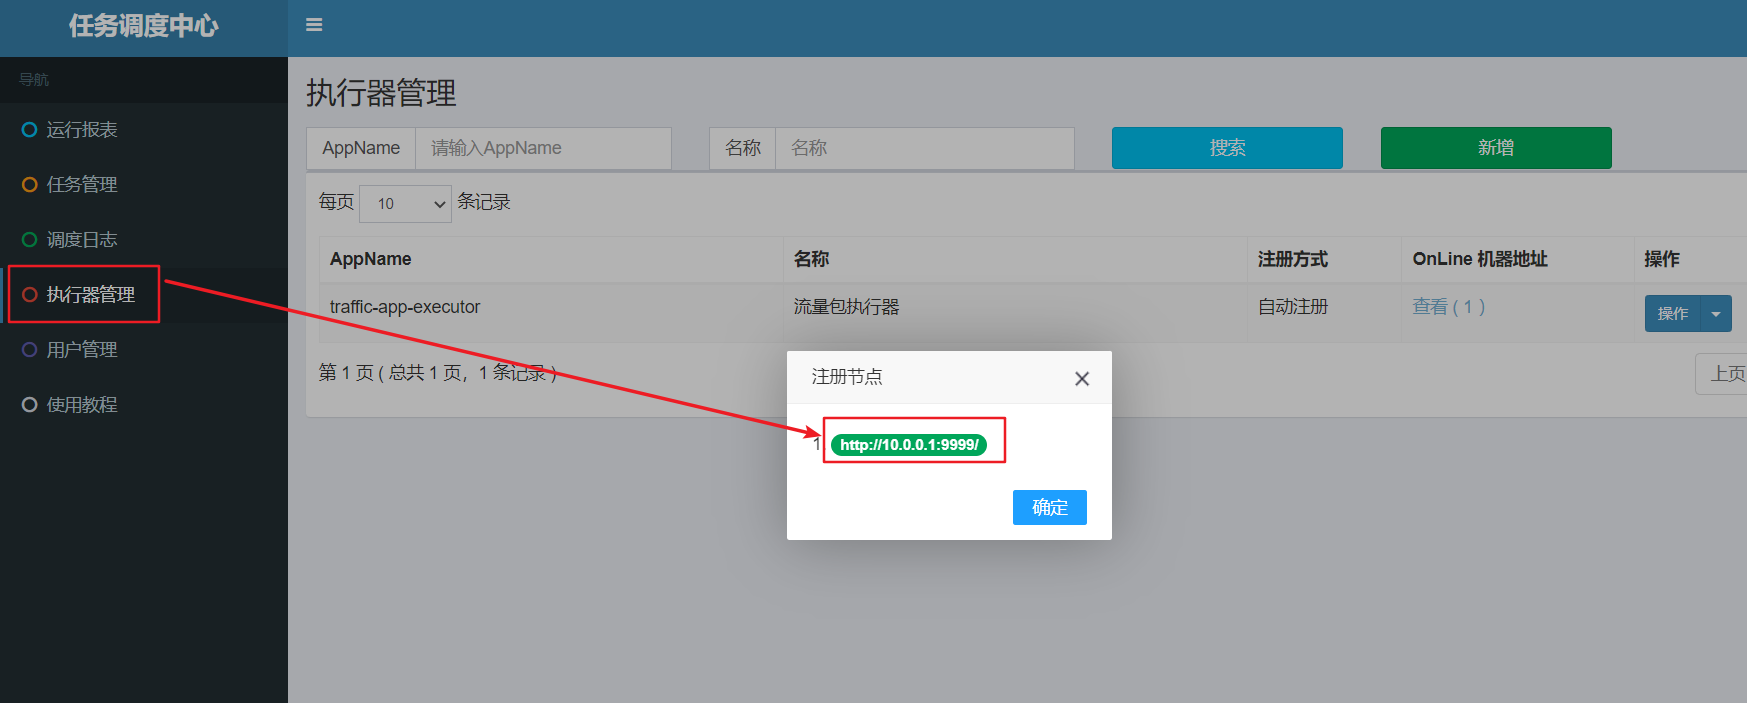 任务调度中心
导航
运行报表
任务管理
调度日志
执行器管理
用户管理
使用教程
执行器管理
AppName 请输入AppName 名称 名称 搜索 新增
每页 10 条记录
AppName 名称 注册方式 OnLine 机器地址 操作
traffic-app-executor 流量包执行器 自动注册 查看 ( 1 ) 操作
第 1 页 ( 总共 1 页，1 条记录 )
上页
注册节点
1 http://10.0.0.1:9999/
确定